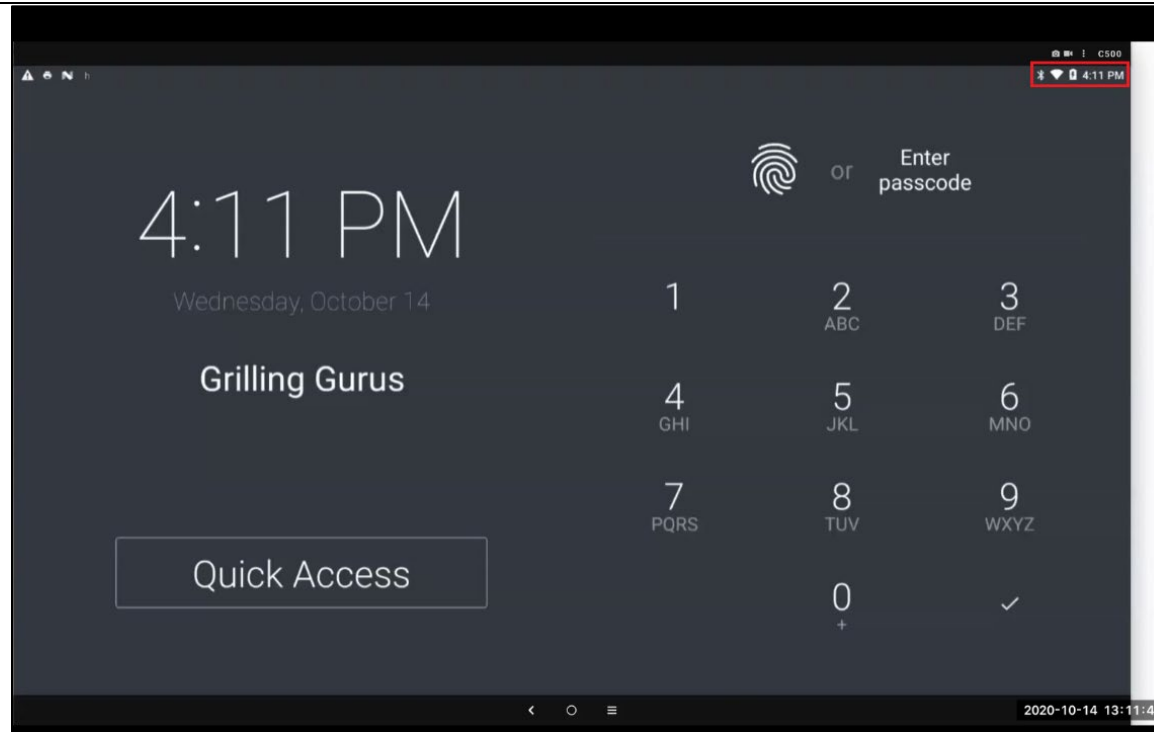 C500
h
4:11 PM
4:11 PM
Wednesday, October 14
Grilling Gurus
Quick Access
or
Enter
passcode
1
2
3
ABC
DEF
4
5
6
GHI
JKL
MNO
7
8
9
PQRS
TUV
WXYZ
0
+
2020-10-14 13:11:4